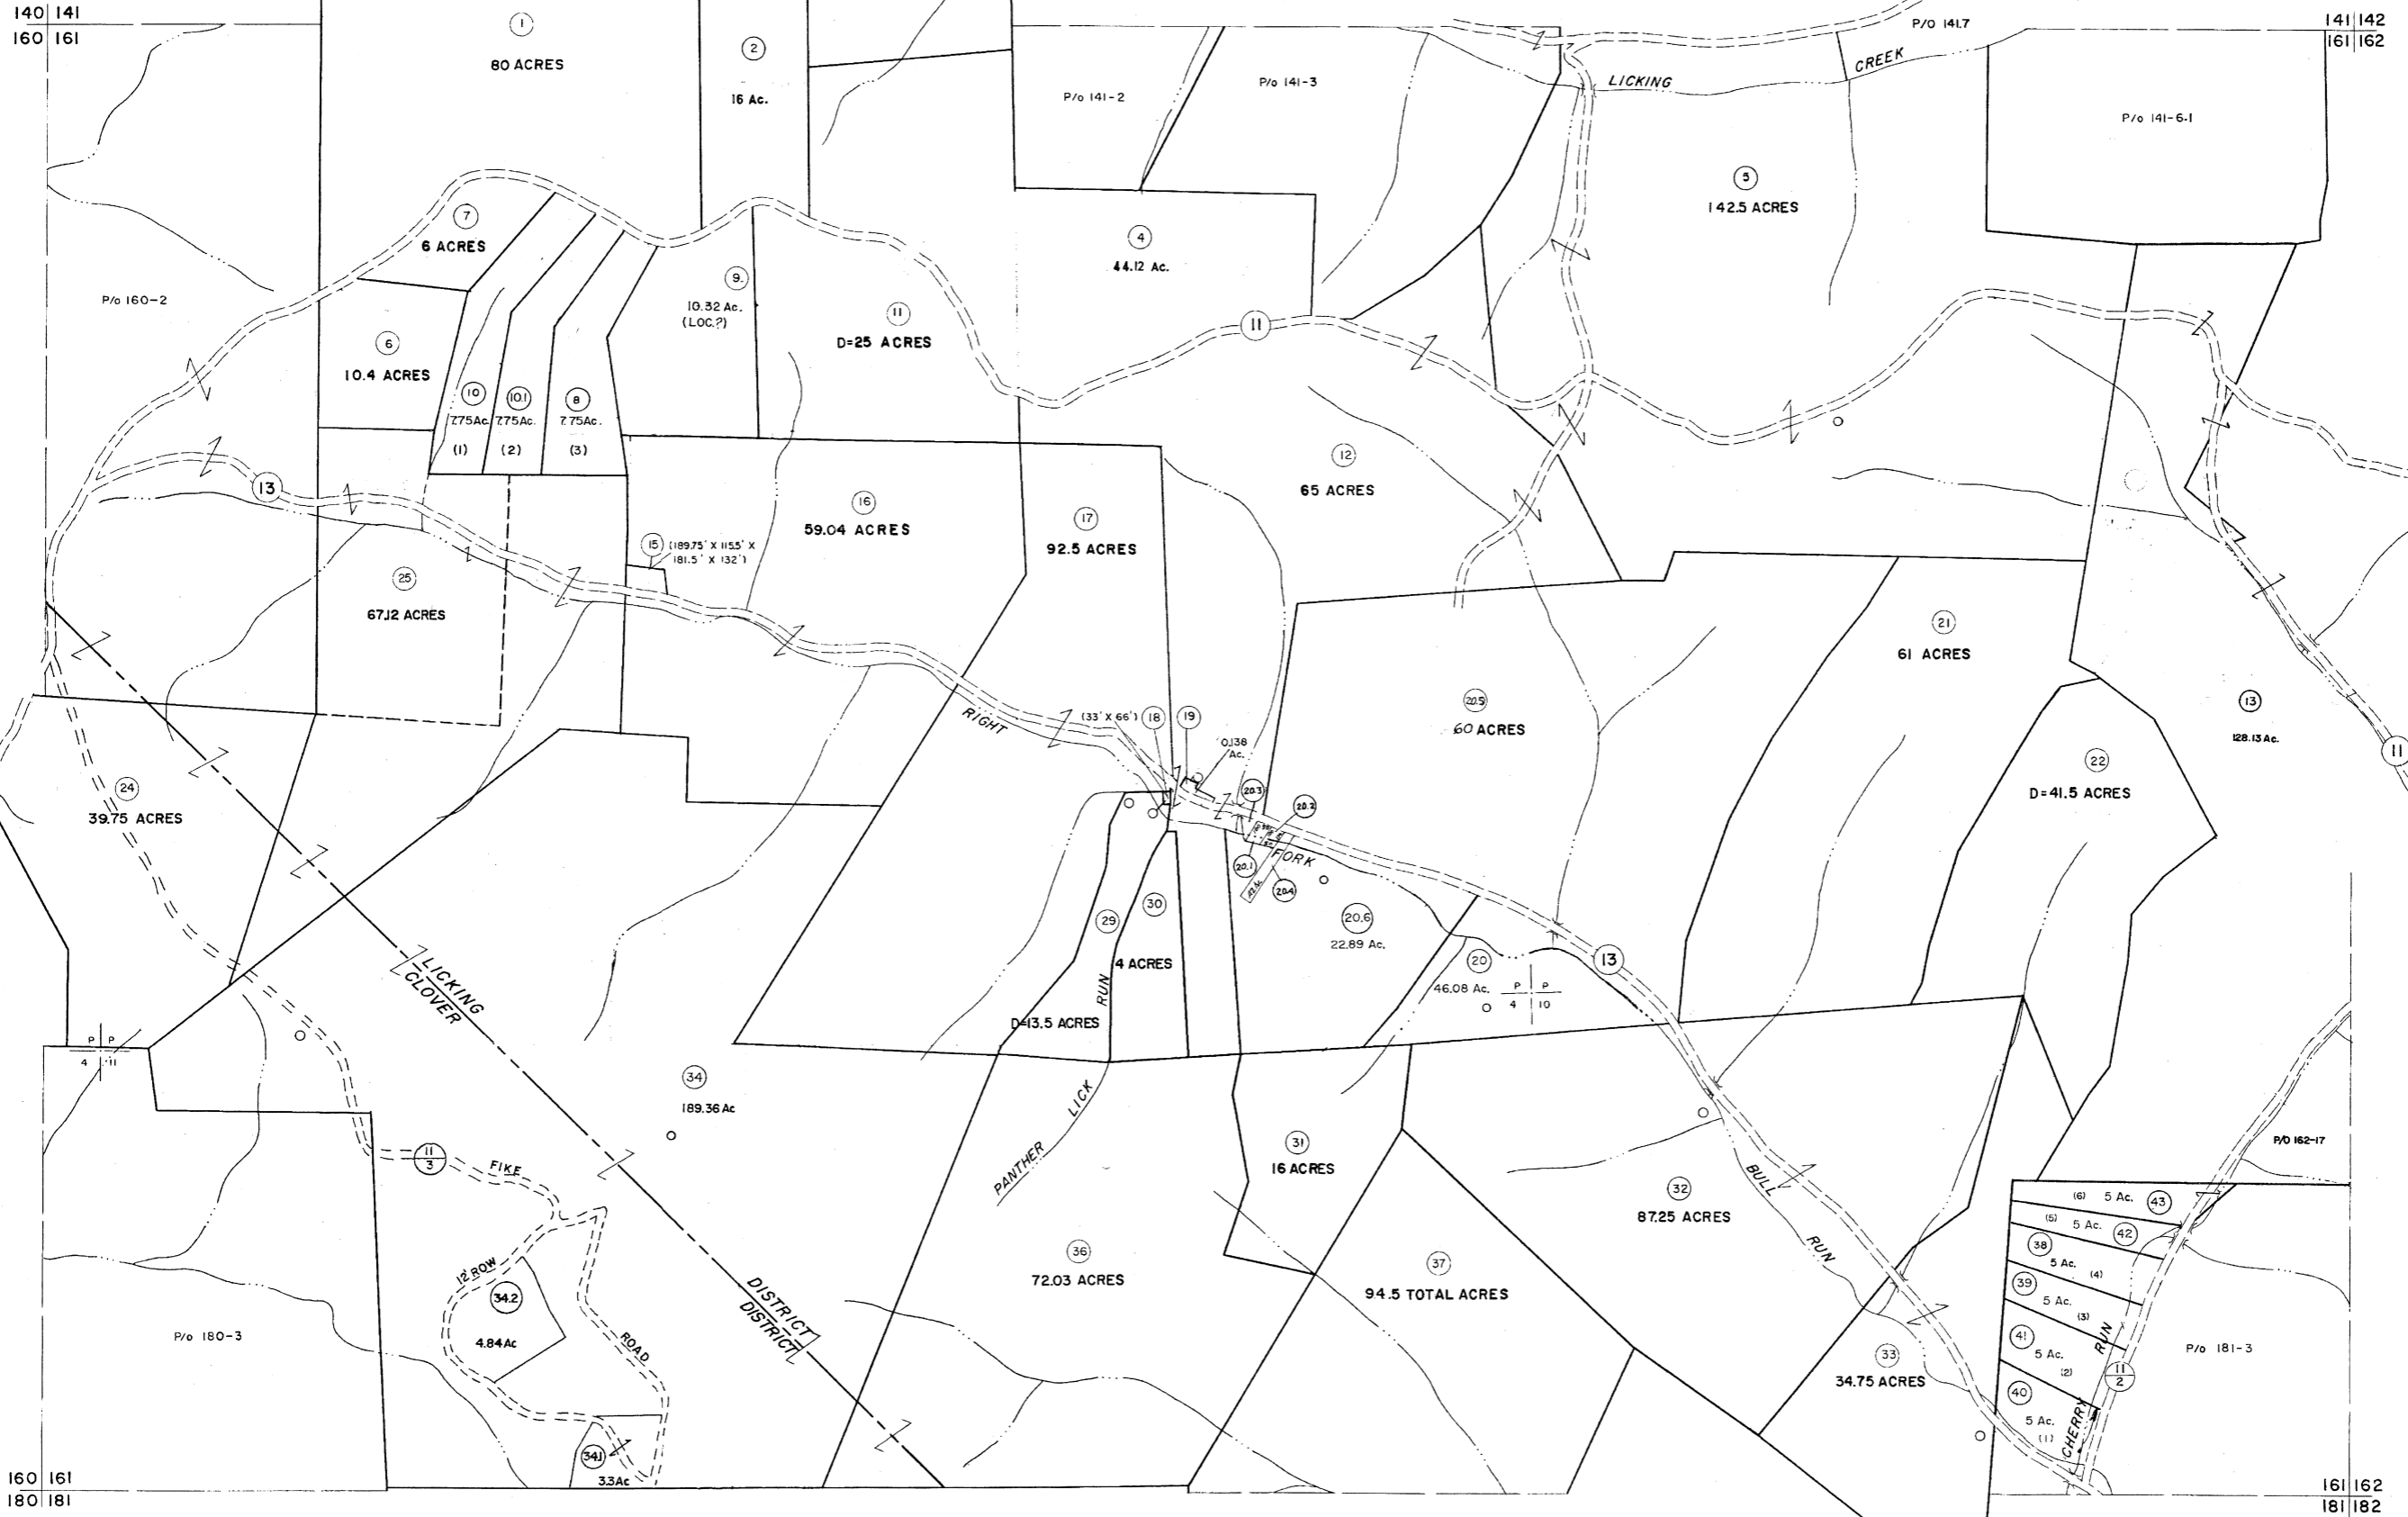 140 141
160 161
141 142
161 162
1
80 ACRES
2
16 Ac.
P/o 141-2
P/o 141-3
P/O 141.7
LICKING CREEK
P/o 141-6.1
5
142.5 ACRES
7
6 ACRES
4
44.12 Ac.
9.
10.32 Ac.
(LOC.?)
P/o 160-2
11
D=25 ACRES
11
6
10.4 ACRES
10
7.75Ac.
(1)
10.1
7.75Ac.
(2)
8
7.75Ac.
(3)
12
65 ACRES
13
16
59.04 ACRES
17
92.5 ACRES
15
(189.75' X 115.5' X
181.5' X 132')
25
67.12 ACRES
21
61 ACRES
20.5
60 ACRES
13
128.13 Ac.
11
RIGHT FORK
(33' X 66')
18
19
0.138
Ac.
22
D=41.5 ACRES
24
39.75 ACRES
20.3
20.2
20.1
20.4
29
D=13.5 ACRES
30
4 ACRES
20.6
22.89 Ac.
20
46.08 Ac.
P P
4 10
13
LICKING
CLOVER
P P
4 11
34
189.36 Ac
PANTHER LICK RUN
31
16 ACRES
P/O 162-17
11
3
FIKE ROAD
32
87.25 ACRES
BULL RUN
(6) 5 Ac. 43
(5) 5 Ac. 42
38
5 Ac. (4)
39
5 Ac. (3)
41
5 Ac.
(2)
40
5 Ac.
(1)
36
72.03 ACRES
37
94.5 TOTAL ACRES
12' ROW
34.2
4.84Ac
DISTRICT
DISTRICT
P/o 180-3
33
34.75 ACRES
CHERRY RUN
11
2
P/o 181-3
34.1
3.3Ac
160 161
180 181
161 162
181 182